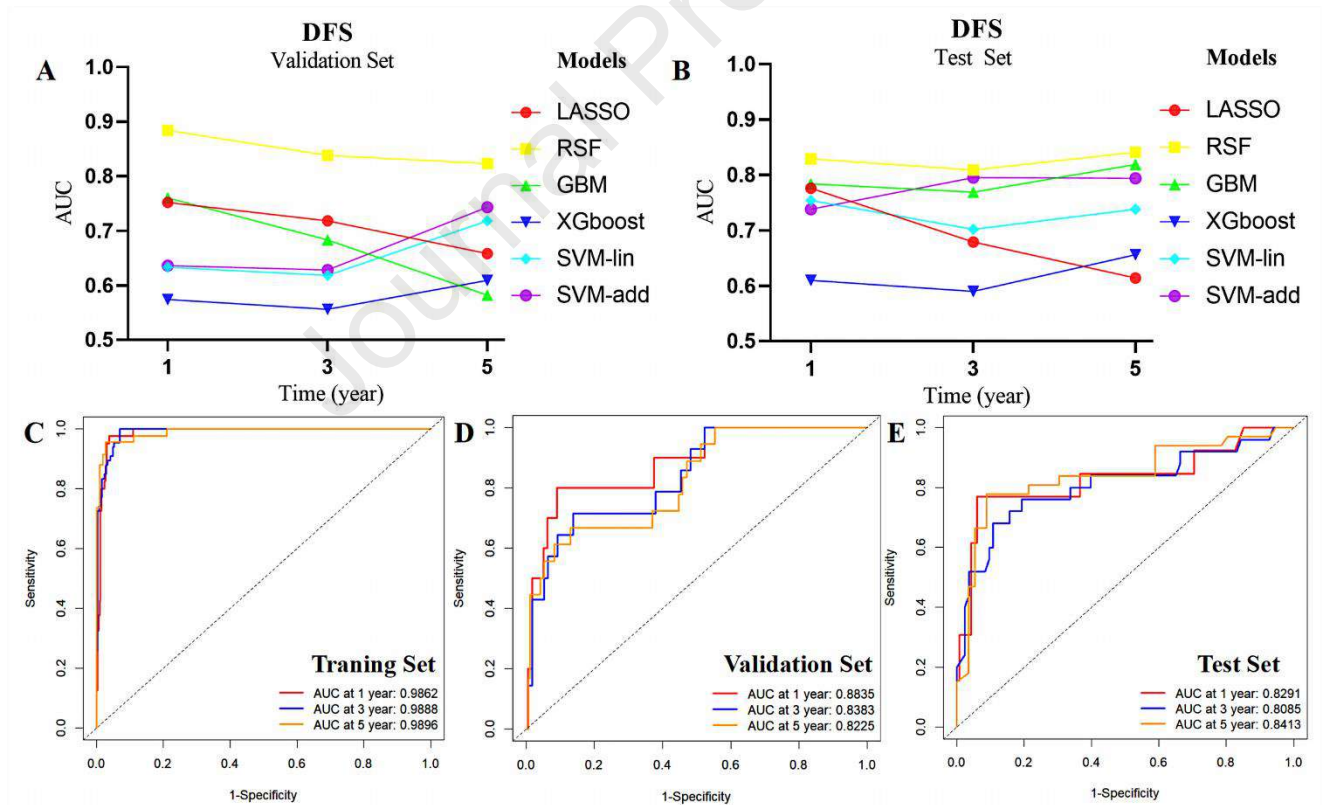 Journal Pre
A
DFS
Validation Set
Models
AUC
1.0
0.9
0.8
0.7
0.6
0.5
1
3
5
Time (year)
LASSO
RSF
GBM
XGboost
SVM-lin
SVM-add
B
DFS
Test Set
Models
AUC
1.0
0.9
0.8
0.7
0.6
0.5
1
3
5
Time (year)
LASSO
RSF
GBM
XGboost
SVM-lin
SVM-add
C
Sensitivity
1.0
0.8
0.6
0.4
0.2
0.0
Traning Set
AUC at 1 year: 0.9862
AUC at 3 year: 0.9888
AUC at 5 year: 0.9896
0.0 0.2 0.4 0.6 0.8 1.0
1-Specificity
D
Sensitivity
1.0
0.8
0.6
0.4
0.2
0.0
Validation Set
AUC at 1 year: 0.8835
AUC at 3 year: 0.8383
AUC at 5 year: 0.8225
0.0 0.2 0.4 0.6 0.8 1.0
1-Specificity
E
Sensitivity
1.0
0.8
0.6
0.4
0.2
0.0
Test Set
AUC at 1 year: 0.8291
AUC at 3 year: 0.8085
AUC at 5 year: 0.8413
0.0 0.2 0.4 0.6 0.8 1.0
1-Specificity